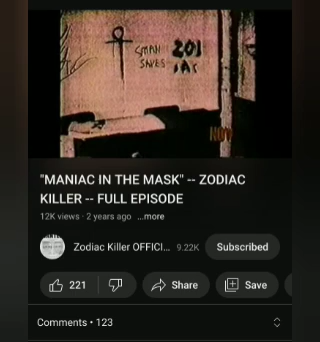 SAVES
"MANIAC IN THE MASK" -- ZODIAC
KILLER -- FULL EPISODE
12K views · 2 years ago ...more
Zodiac Killer OFFICI... 9.22K Subscribed
221 Share Save
Comments • 123